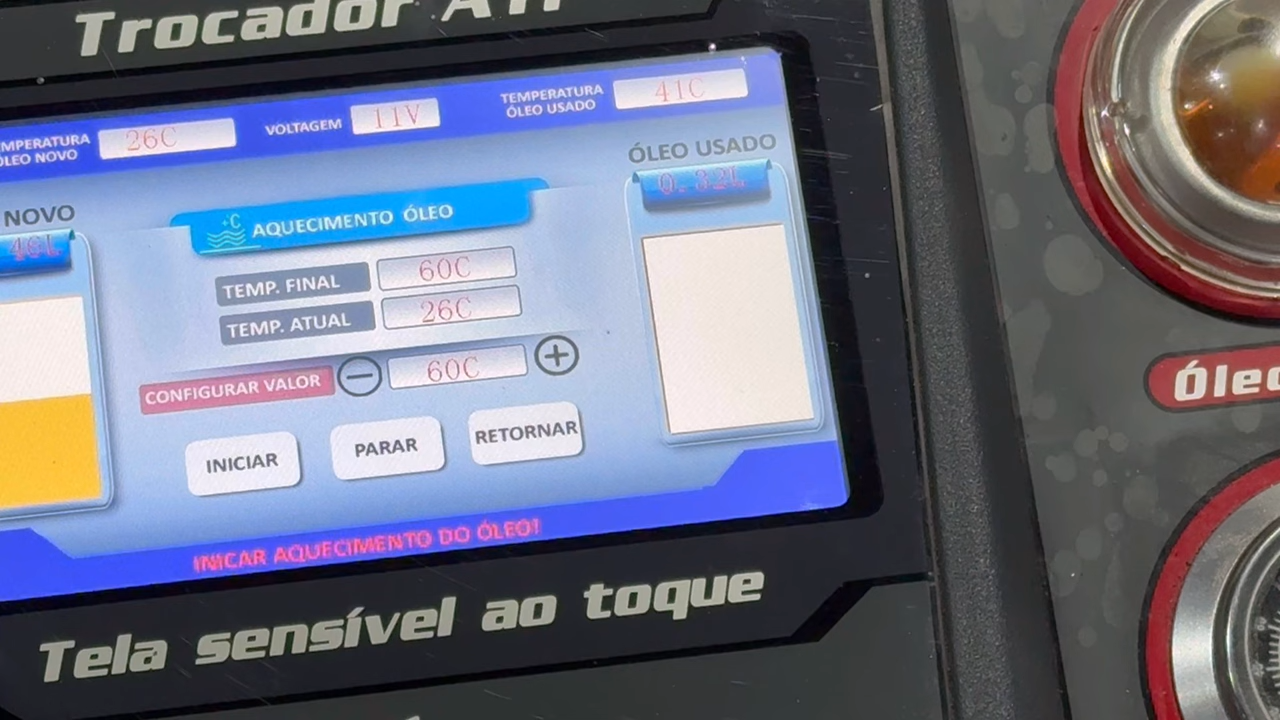 Trocador ATF
MPERATURA
ÓLEO NOVO
26C
VOLTAGEM
11V
TEMPERATURA
ÓLEO USADO
41C
NOVO
46L
ÓLEO USADO
0.32L
+C
AQUECIMENTO ÓLEO
TEMP. FINAL
60C
TEMP. ATUAL
26C
CONFIGURAR VALOR
−
60C
+
INICIAR
PARAR
RETORNAR
INICAR AQUECIMENTO DO ÓLEO!
Tela sensível ao toque
Óleo